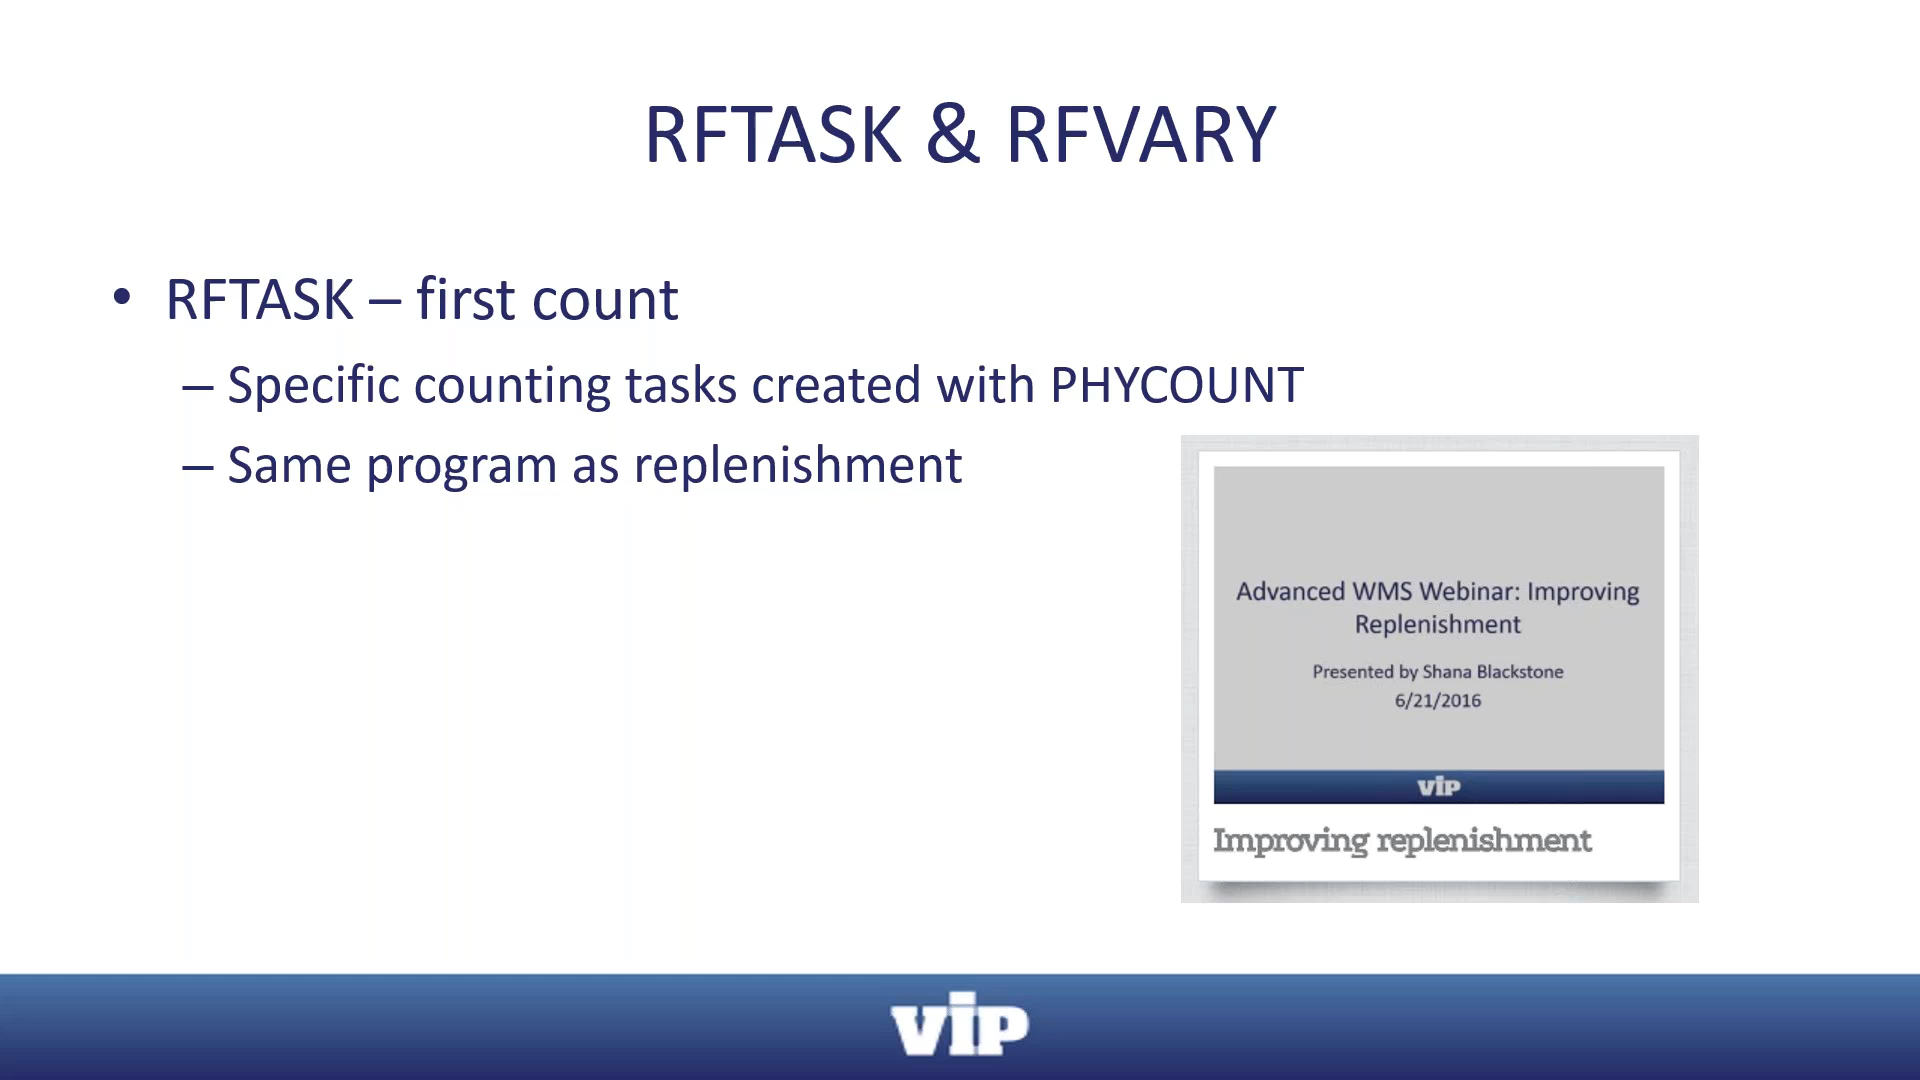 RFTASK & RFVARY
• RFTASK – first count
– Specific counting tasks created with PHYCOUNT
– Same program as replenishment
Advanced WMS Webinar: Improving
Replenishment
Presented by Shana Blackstone
6/21/2016
vip
Improving replenishment
vip